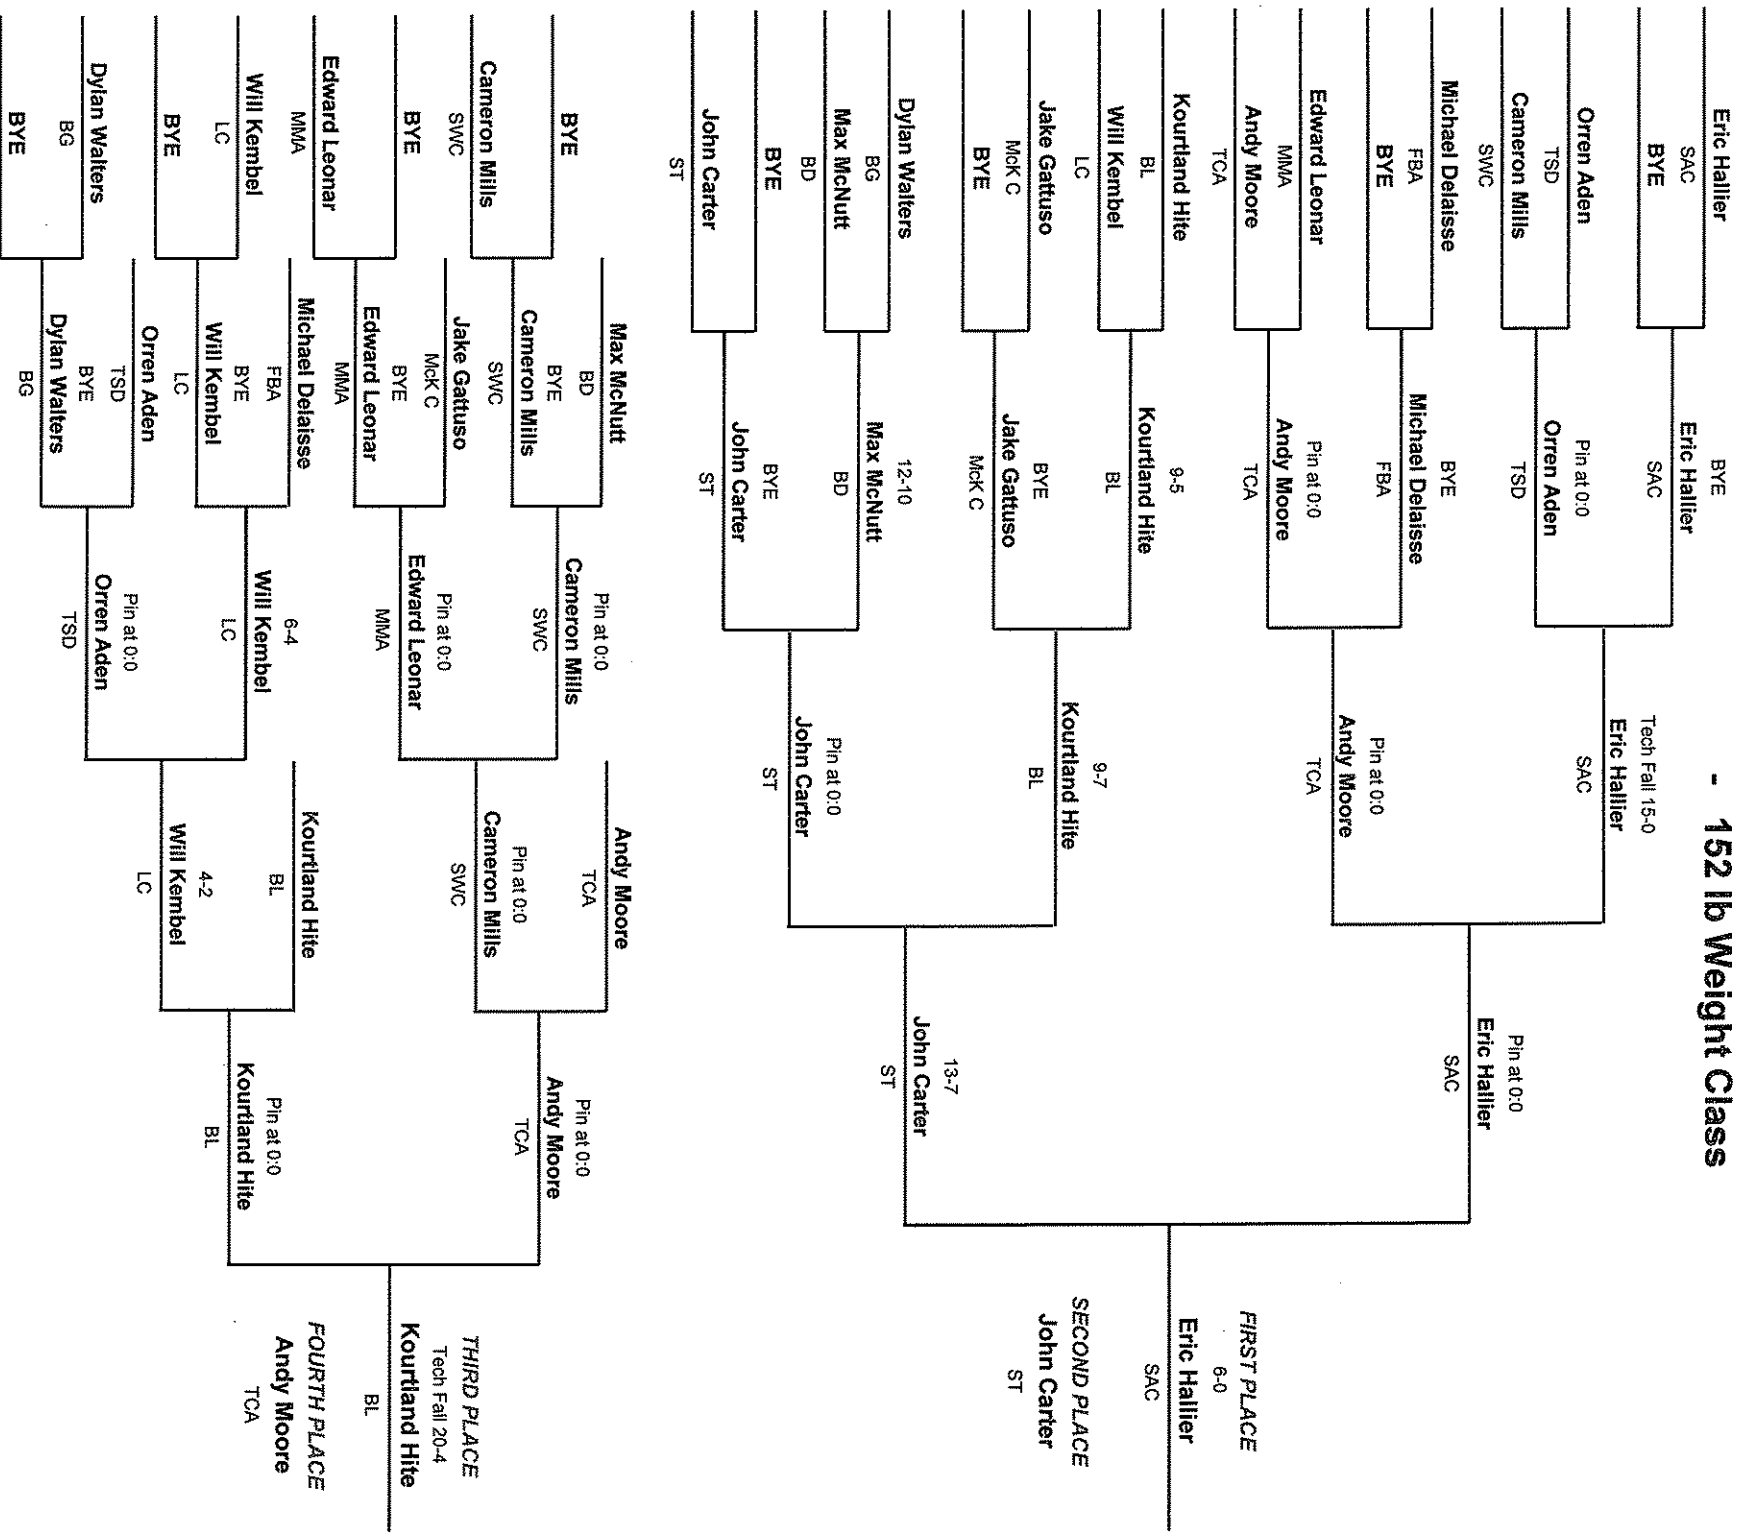 - 152 lb Weight Class
Eric Hallier
SAC
BYE
Orren Aden
TSD
Cameron Mills
SWC
Michael Delaisse
FBA
BYE
Edward Leonar
MMA
Andy Moore
TCA
Kourtland Hite
BL
Will Kembel
LC
Jake Gattuso
McK C
BYE
Dylan Walters
BG
Max McNutt
BD
BYE
John Carter
ST
BYE
Eric Hallier
SAC
Pin at 0:0
Orren Aden
TSD
BYE
Michael Delaisse
FBA
Pin at 0:0
Andy Moore
TCA
9-5
Kourtland Hite
BL
BYE
Jake Gattuso
McK C
12-10
Max McNutt
BD
BYE
John Carter
ST
Tech Fall 15-0
Eric Hallier
SAC
Pin at 0:0
Andy Moore
TCA
9-7
Kourtland Hite
BL
Pin at 0:0
John Carter
ST
Pin at 0:0
Eric Hallier
SAC
13-7
John Carter
ST
FIRST PLACE
6-0
Eric Hallier
SAC
SECOND PLACE
John Carter
ST
BYE
Cameron Mills
SWC
BYE
Edward Leonar
MMA
Will Kembel
LC
BYE
Dylan Walters
BG
BYE
Max McNutt
BD
BYE
Cameron Mills
SWC
Jake Gattuso
McK C
BYE
Edward Leonar
MMA
Michael Delaisse
FBA
BYE
Will Kembel
LC
Orren Aden
TSD
BYE
Dylan Walters
BG
Pin at 0:0
Cameron Mills
SWC
Pin at 0:0
Edward Leonar
MMA
6-4
Will Kembel
LC
Pin at 0:0
Orren Aden
TSD
Andy Moore
TCA
Pin at 0:0
Cameron Mills
SWC
Kourtland Hite
BL
4-2
Will Kembel
LC
Pin at 0:0
Andy Moore
TCA
Pin at 0:0
Kourtland Hite
BL
THIRD PLACE
Tech Fall 20-4
Kourtland Hite
BL
FOURTH PLACE
Andy Moore
TCA